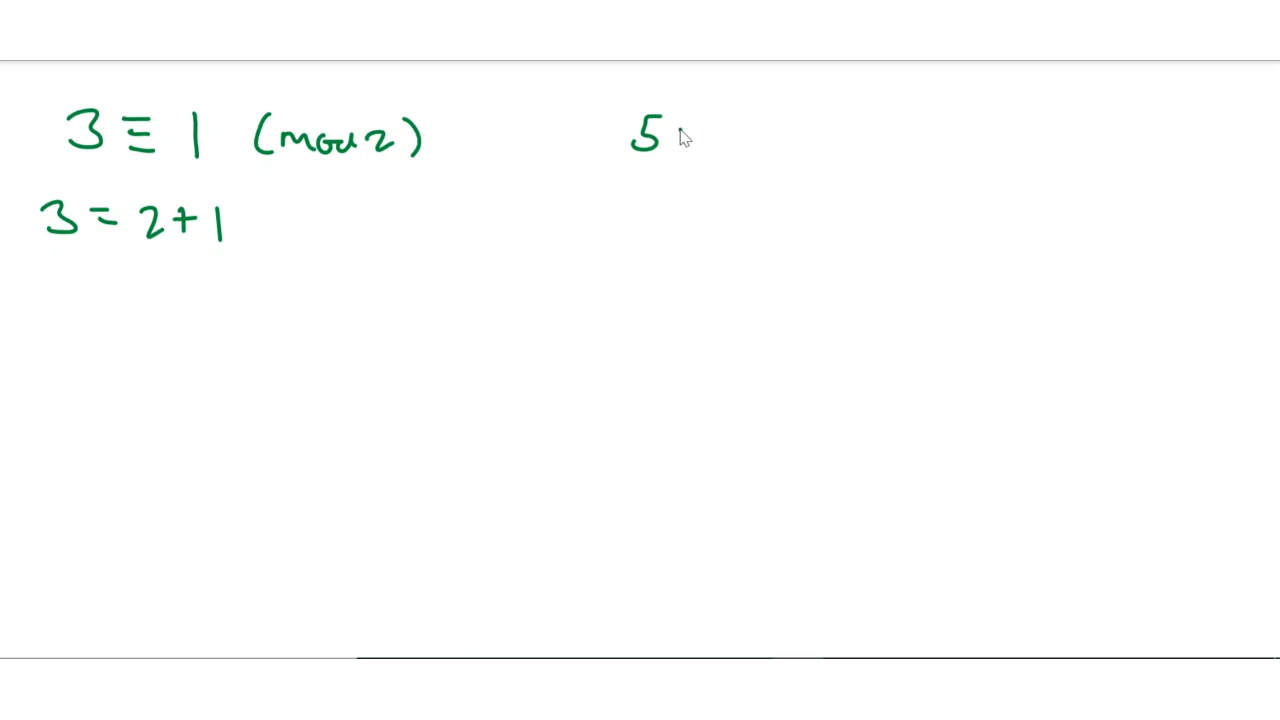 3 ≡ 1 (mod 2) 5
3 = 2 + 1